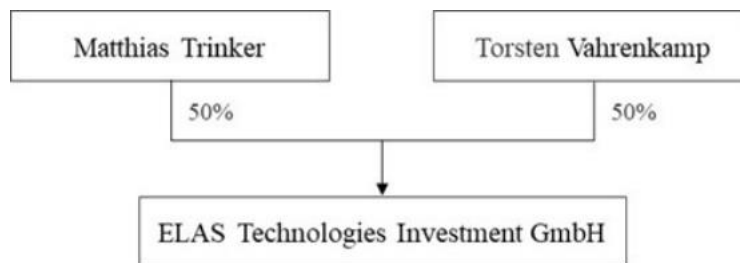 Matthias Trinker
Torsten Vahrenkamp
50%
50%
ELAS Technologies Investment GmbH